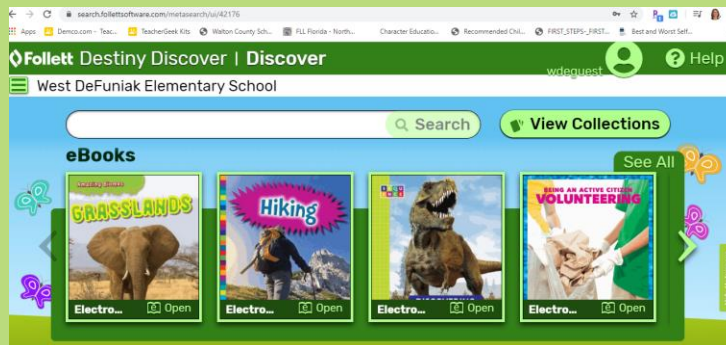 search.follettsoftware.com/metasearch/ui/42176
Apps Demco.com - Teac... TeacherGeek Kits Walton County Sch... FLL Florida - North... Character Educatio... Recommended Chil... FIRST_STEPS-_FIRST... Best and Worst Self...
Follett Destiny Discover | Discover
wdeguest
Help
West DeFuniak Elementary School
Search
View Collections
eBooks
See All
Amazing Biomes
GRASSLANDS
Electro... Open
Hiking
Electro... Open
Electro... Open
BEING AN ACTIVE CITIZEN
VOLUNTEERING
Electro... Open